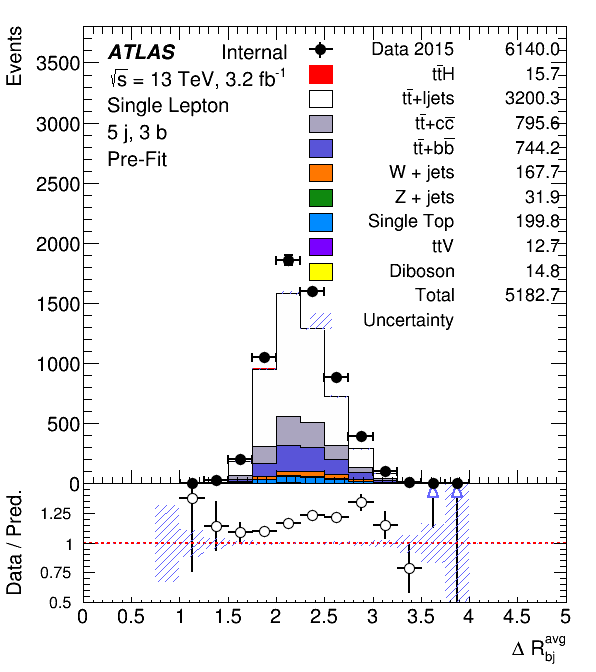 Events
3500
3000
2500
2000
1500
1000
500
0
ATLAS Internal
√s = 13 TeV, 3.2 fb⁻¹
Single Lepton
5 j, 3 b
Pre-Fit
Data 2015 6140.0
tt̄H 15.7
tt̄+ljets 3200.3
tt̄+cc̄ 795.6
tt̄+bb̄ 744.2
W + jets 167.7
Z + jets 31.9
Single Top 199.8
ttV 12.7
Diboson 14.8
Total 5182.7
Uncertainty
Data / Pred.
1.25
1
0.75
0.5
0 0.5 1 1.5 2 2.5 3 3.5 4 4.5 5
Δ R_bj^avg